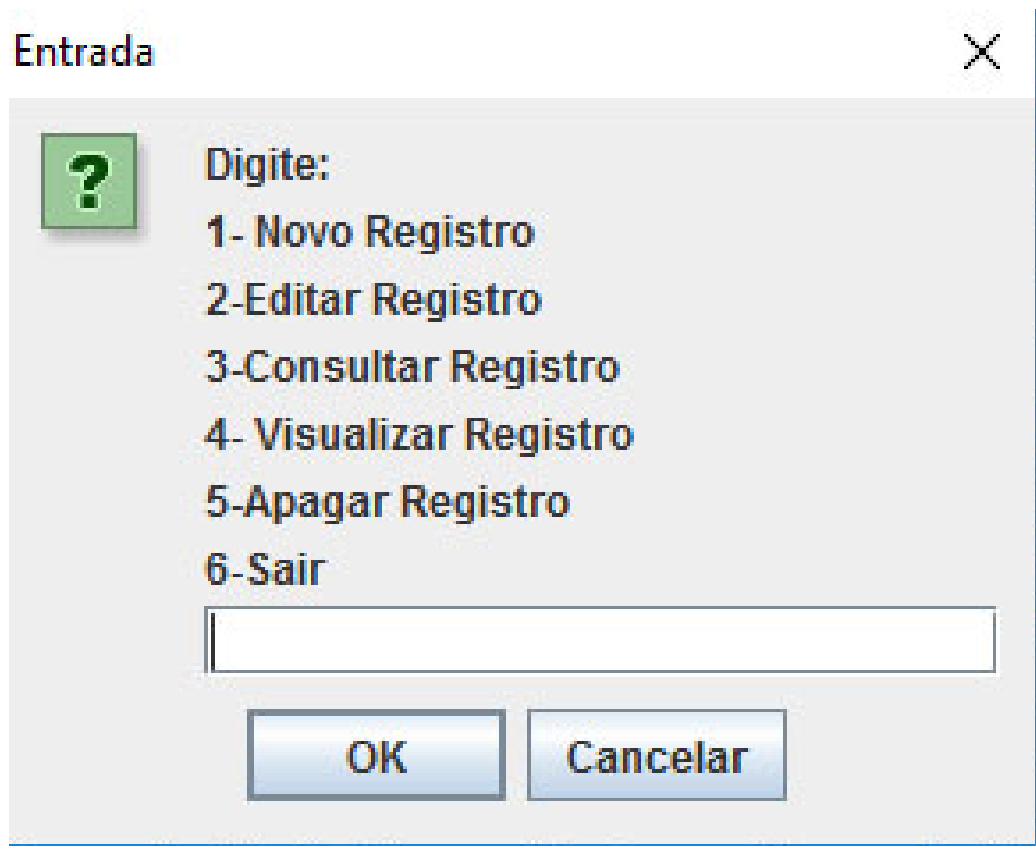 Entrada
?
Digite:
1- Novo Registro
2-Editar Registro
3-Consultar Registro
4- Visualizar Registro
5-Apagar Registro
6-Sair
OK Cancelar